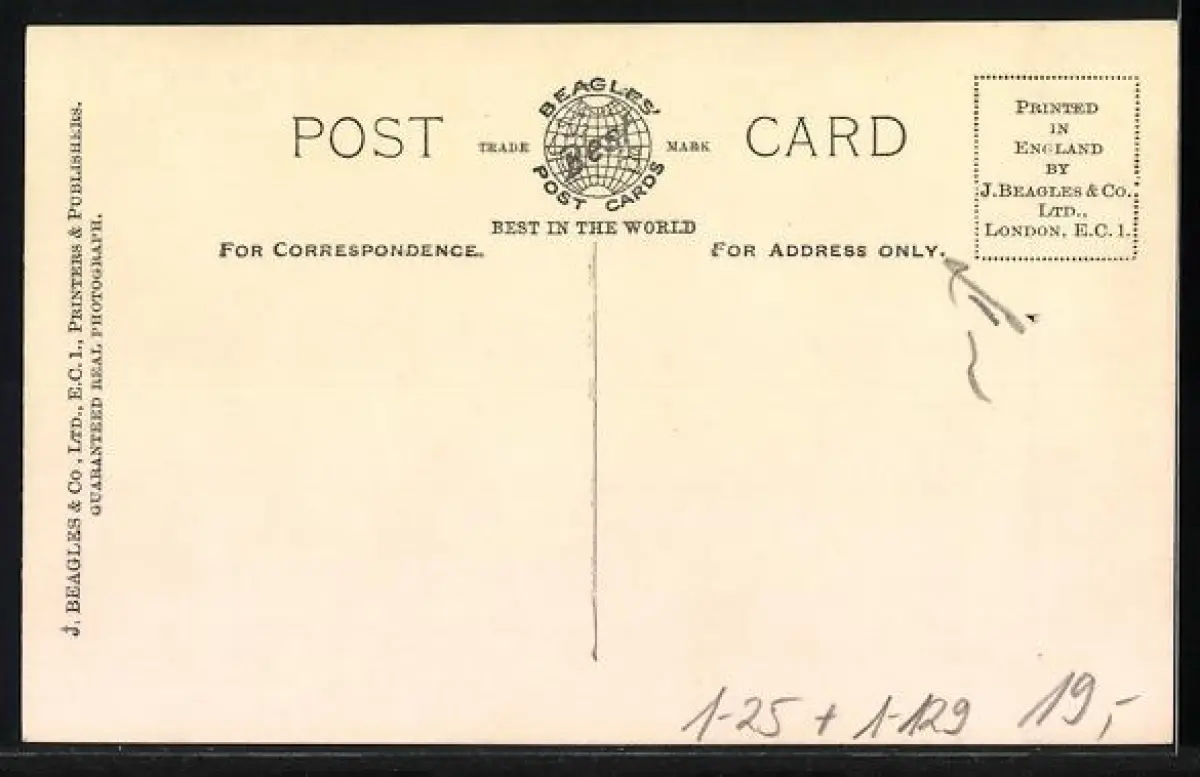 POST CARD
BEAGLES'
TRADE Best MARK
POST CARDS
BEST IN THE WORLD
FOR CORRESPONDENCE.
FOR ADDRESS ONLY.
PRINTED
IN
ENGLAND
BY
J. BEAGLES & CO.
LTD.,
LONDON, E.C. 1.
J. BEAGLES & CO., LTD., E.C. 1., PRINTERS & PUBLISHERS.
GUARANTEED REAL PHOTOGRAPH.
1-25 + 1-129 19,-